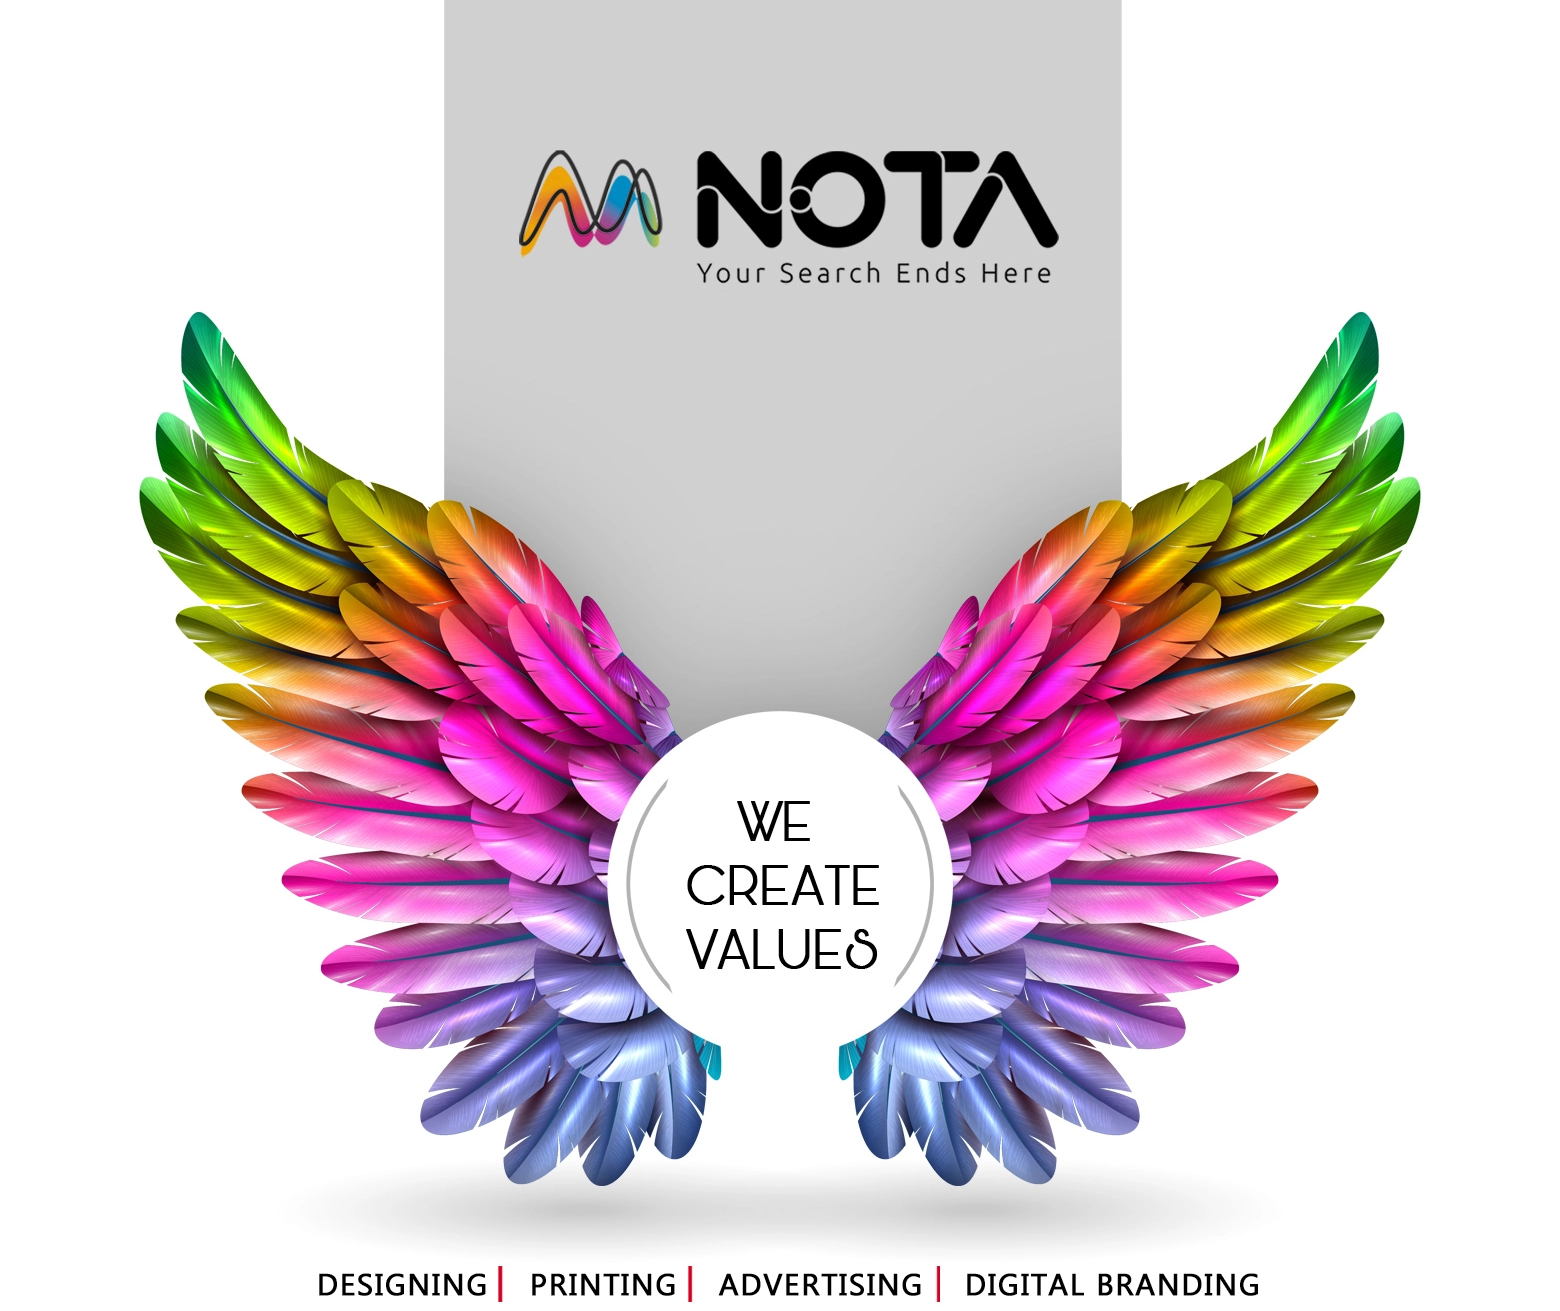 NOTA
Your Search Ends Here
WE
CREATE
VALUES
DESIGNING | PRINTING | ADVERTISING | DIGITAL BRANDING